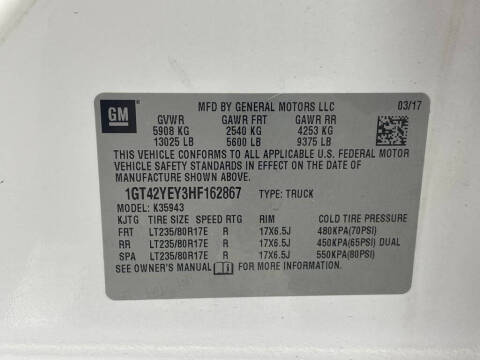 GM
MFD BY GENERAL MOTORS LLC 03/17
GVWR GAWR FRT GAWR RR
5908 KG 2540 KG 4253 KG
13025 LB 5600 LB 9375 LB
THIS VEHICLE CONFORMS TO ALL APPLICABLE U.S. FEDERAL MOTOR
VEHICLE SAFETY STANDARDS IN EFFECT ON THE DATE OF
MANUFACTURE SHOWN ABOVE.
1GT42YEY3HF162867 TYPE: TRUCK
MODEL: K35943
KJTG TIRE SIZE SPEED RTG RIM COLD TIRE PRESSURE
FRT LT235/80R17E R 17X6.5J 480KPA(70PSI)
RR LT235/80R17E R 17X6.5J 450KPA(65PSI) DUAL
SPA LT235/80R17E R 17X6.5J 550KPA(80PSI)
SEE OWNER'S MANUAL FOR MORE INFORMATION.